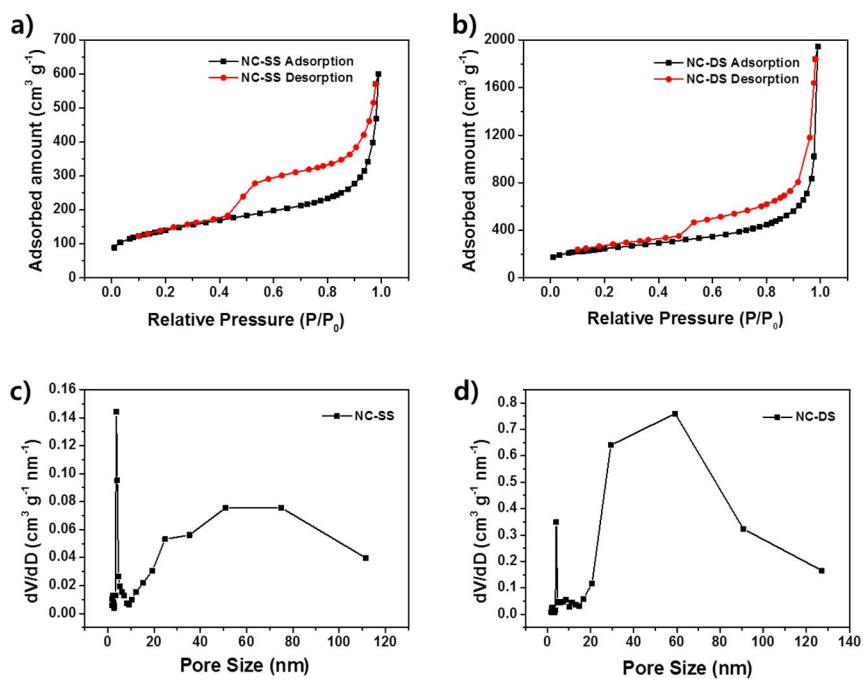 a)
700
600
500
400
300
200
100
0
Adsorbed amount (cm³ g⁻¹)
NC-SS Adsorption
NC-SS Desorption
0.0 0.2 0.4 0.6 0.8 1.0
Relative Pressure (P/P₀)
b)
2000
1600
1200
800
400
0
Adsorbed amount (cm³ g⁻¹)
NC-DS Adsorption
NC-DS Desorption
0.0 0.2 0.4 0.6 0.8 1.0
Relative Pressure (P/P₀)
c)
0.16
0.14
0.12
0.10
0.08
0.06
0.04
0.02
0.00
dV/dD (cm³ g⁻¹ nm⁻¹)
NC-SS
0 20 40 60 80 100 120
Pore Size (nm)
d)
0.8
0.7
0.6
0.5
0.4
0.3
0.2
0.1
0.0
dV/dD (cm³ g⁻¹ nm⁻¹)
NC-DS
0 20 40 60 80 100 120 140
Pore Size (nm)